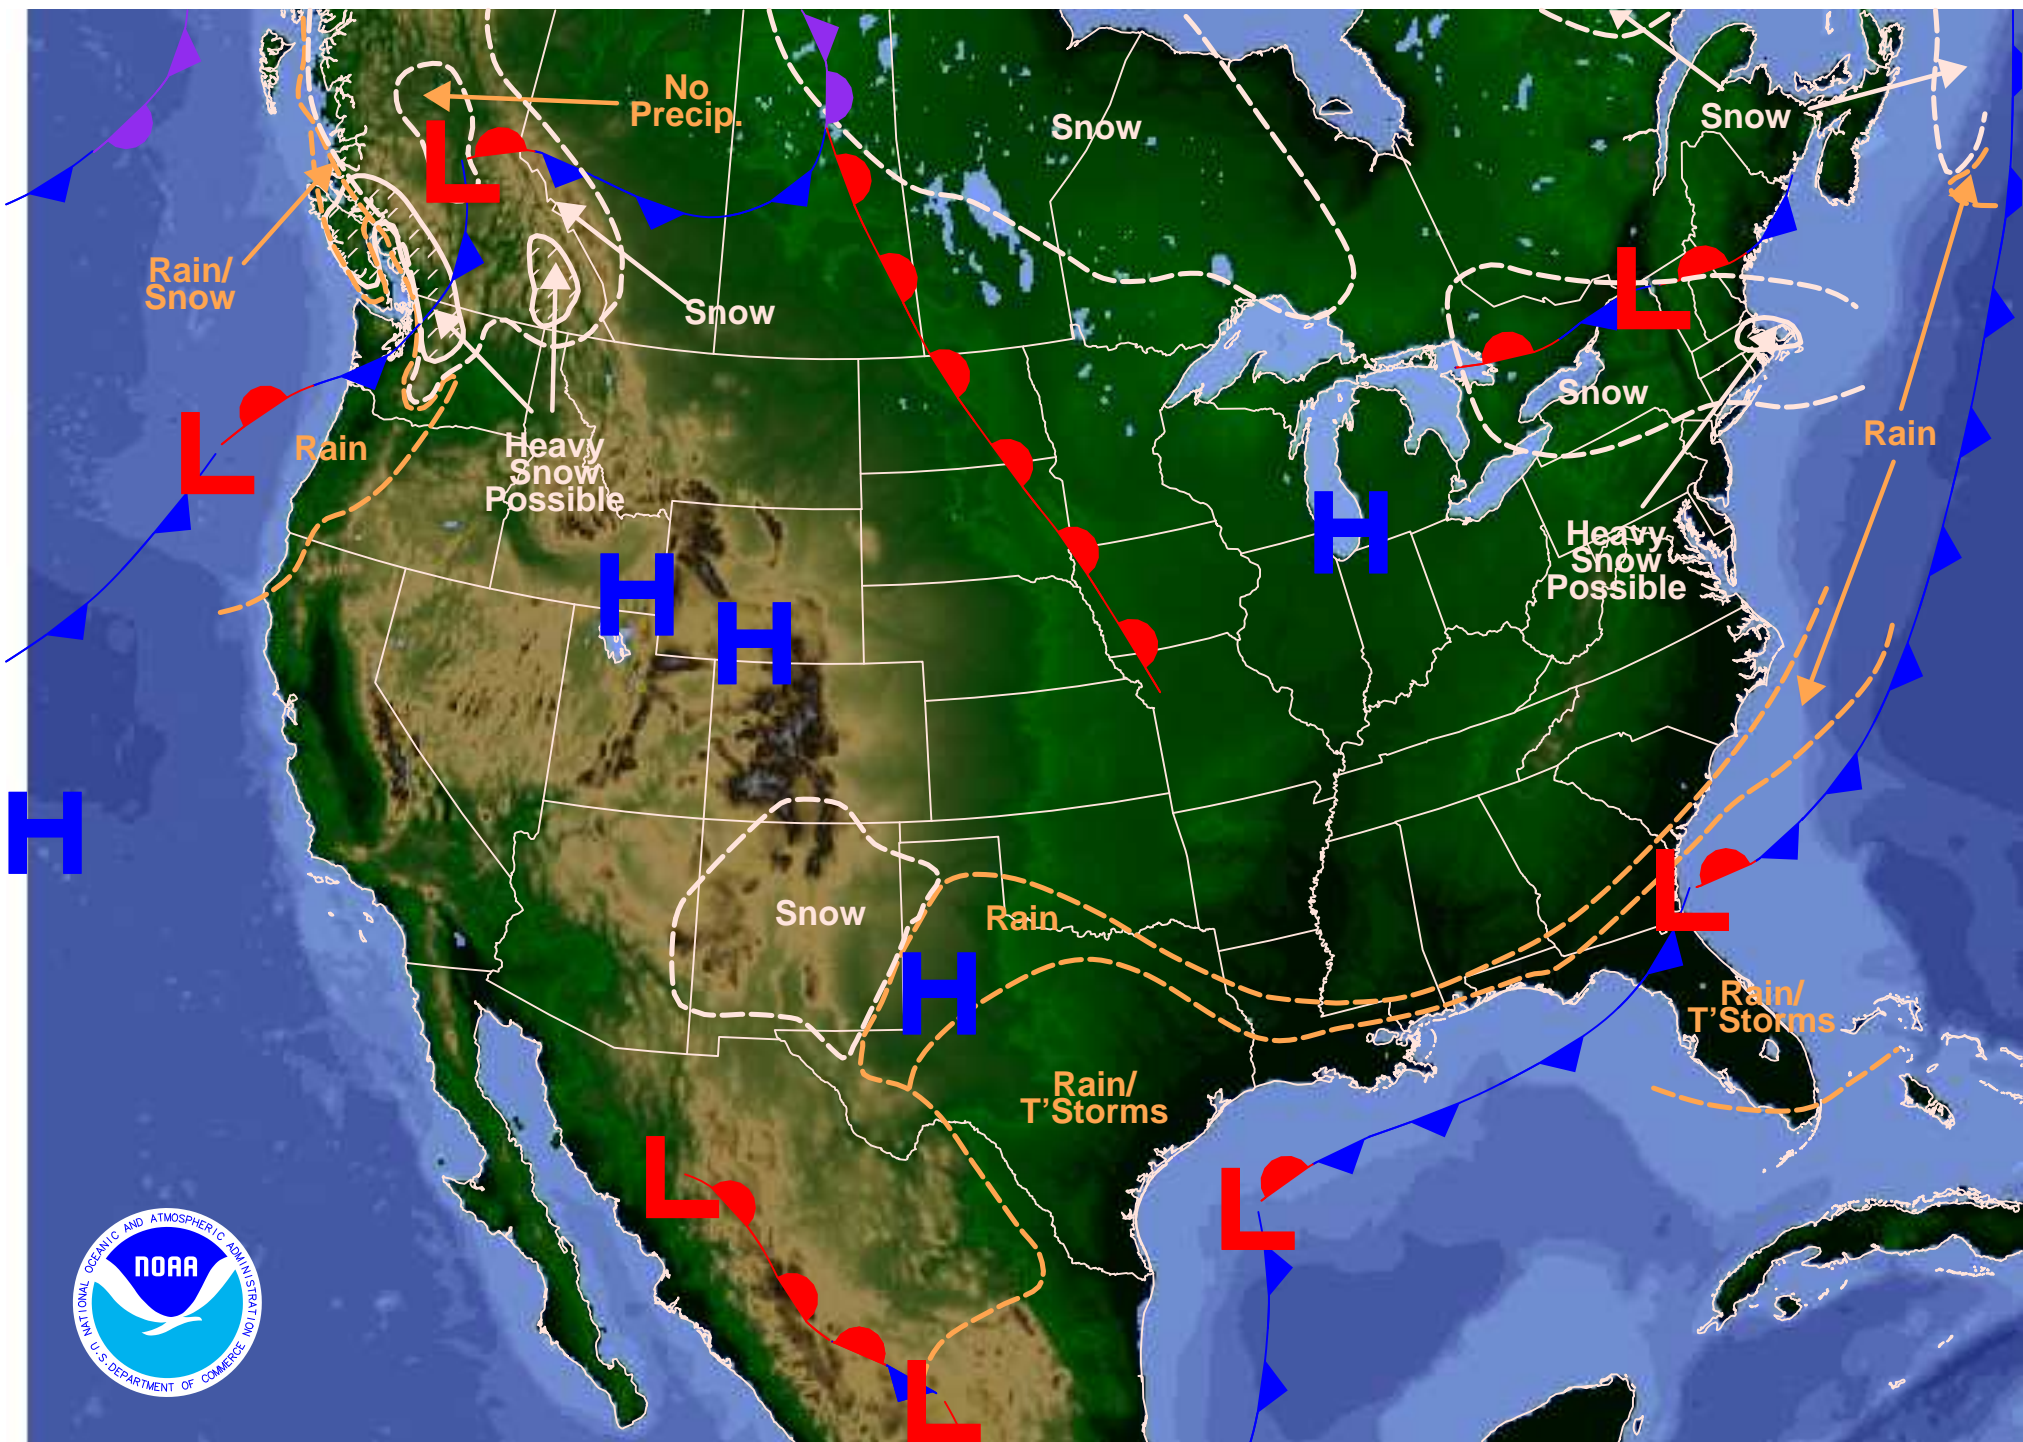 No
Precip.
Snow
Snow
Rain/
Snow
Snow
Rain
Heavy
Snow
Possible
Snow
Rain
Heavy
Snow
Possible
Snow
Rain
Rain/
T'Storms
Rain/
T'Storms
L
L
L
H
H
H
H
H
H
L
L
L
L
NATIONAL OCEANIC AND ATMOSPHERIC ADMINISTRATION
NOAA
U.S. DEPARTMENT OF COMMERCE